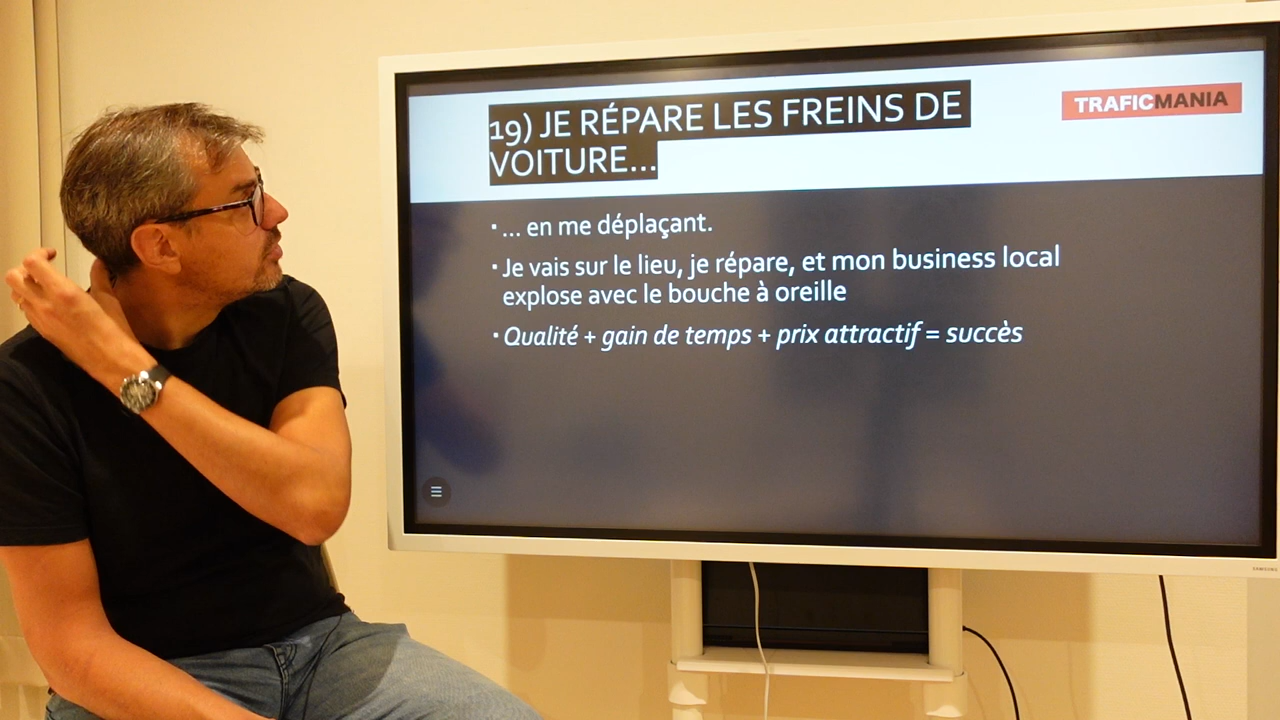 19) JE RÉPARE LES FREINS DE
VOITURE...
TRAFICMANIA
▪ ... en me déplaçant.
▪ Je vais sur le lieu, je répare, et mon business local
explose avec le bouche à oreille
▪ Qualité + gain de temps + prix attractif = succès
SAMSUNG